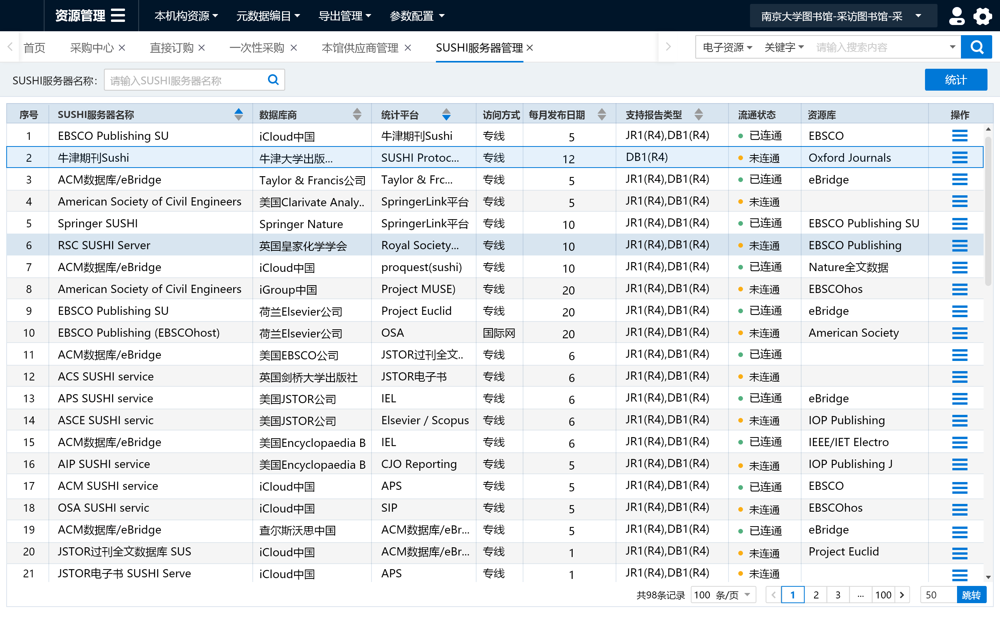 资源管理 本机构资源 元数据编目 导出管理 参数配置 南京大学图书馆-采访图书馆-采
首页 采购中心 直接订购 一次性采购 本馆供应商管理 SUSHI服务器管理 电子资源 关键字 请输入搜索内容
SUSHI服务器名称： 请输入SUSHI服务器名称 统计
序号 SUSHI服务器名称 数据库商 统计平台 访问方式 每月发布日期 支持报告类型 流通状态 资源库 操作
1 EBSCO Publishing SU iCloud中国 牛津期刊Sushi 专线 5 JR1(R4),DB1(R4) 已连通 EBSCO
2 牛津期刊Sushi 牛津大学出版... SUSHI Protoc... 专线 12 DB1(R4) 未连通 Oxford Journals
3 ACM数据库/eBridge Taylor & Francis公司 Taylor & Frc... 专线 5 JR1(R4),DB1(R4) 已连通 eBridge
4 American Society of Civil Engineers 美国Clarivate Analy.. SpringerLink平台 专线 5 JR1(R4),DB1(R4) 未连通
5 Springer SUSHI Springer Nature SpringerLink平台 专线 10 JR1(R4),DB1(R4) 已连通 EBSCO Publishing SU
6 RSC SUSHI Server 英国皇家化学学会 Royal Society... 专线 10 JR1(R4),DB1(R4) 未连通 EBSCO Publishing
7 ACM数据库/eBridge iCloud中国 proquest(sushi) 专线 10 JR1(R4),DB1(R4) 已连通 Nature全文数据
8 American Society of Civil Engineers iGroup中国 Project MUSE) 专线 20 JR1(R4),DB1(R4) 未连通 EBSCOhos
9 EBSCO Publishing SU 荷兰Elsevier公司 Project Euclid 专线 20 JR1(R4),DB1(R4) 已连通 eBridge
10 EBSCO Publishing (EBSCOhost) 荷兰Elsevier公司 OSA 国际网 20 JR1(R4),DB1(R4) 未连通 American Society
11 ACM数据库/eBridge 美国EBSCO公司 JSTOR过刊全文.. 专线 6 JR1(R4),DB1(R4) 已连通
12 ACS SUSHI service 英国剑桥大学出版社 JSTOR电子书 专线 6 JR1(R4),DB1(R4) 未连通
13 APS SUSHI service 美国JSTOR公司 IEL 专线 6 JR1(R4),DB1(R4) 已连通 eBridge
14 ASCE SUSHI servic 美国JSTOR公司 Elsevier / Scopus 专线 6 JR1(R4),DB1(R4) 未连通 IOP Publishing
15 ACM数据库/eBridge 美国Encyclopaedia B IEL 专线 6 JR1(R4),DB1(R4) 已连通 IEEE/IET Electro
16 AIP SUSHI service 美国Encyclopaedia B CJO Reporting 专线 5 JR1(R4),DB1(R4) 未连通 IOP Publishing J
17 ACM SUSHI service iCloud中国 APS 专线 5 JR1(R4),DB1(R4) 已连通 EBSCO
18 OSA SUSHI servic iCloud中国 SIP 专线 5 JR1(R4),DB1(R4) 未连通 EBSCOhos
19 ACM数据库/eBridge 查尔斯沃思中国 ACM数据库/eBr... 专线 5 JR1(R4),DB1(R4) 已连通 eBridge
20 JSTOR过刊全文数据库 SUS iCloud中国 ACM数据库/eBr... 专线 1 JR1(R4),DB1(R4) 未连通 Project Euclid
21 JSTOR电子书 SUSHI Serve iCloud中国 APS 专线 1 JR1(R4),DB1(R4) 未连通
共98条记录 100 条/页 1 2 3 ... 100 50 跳转